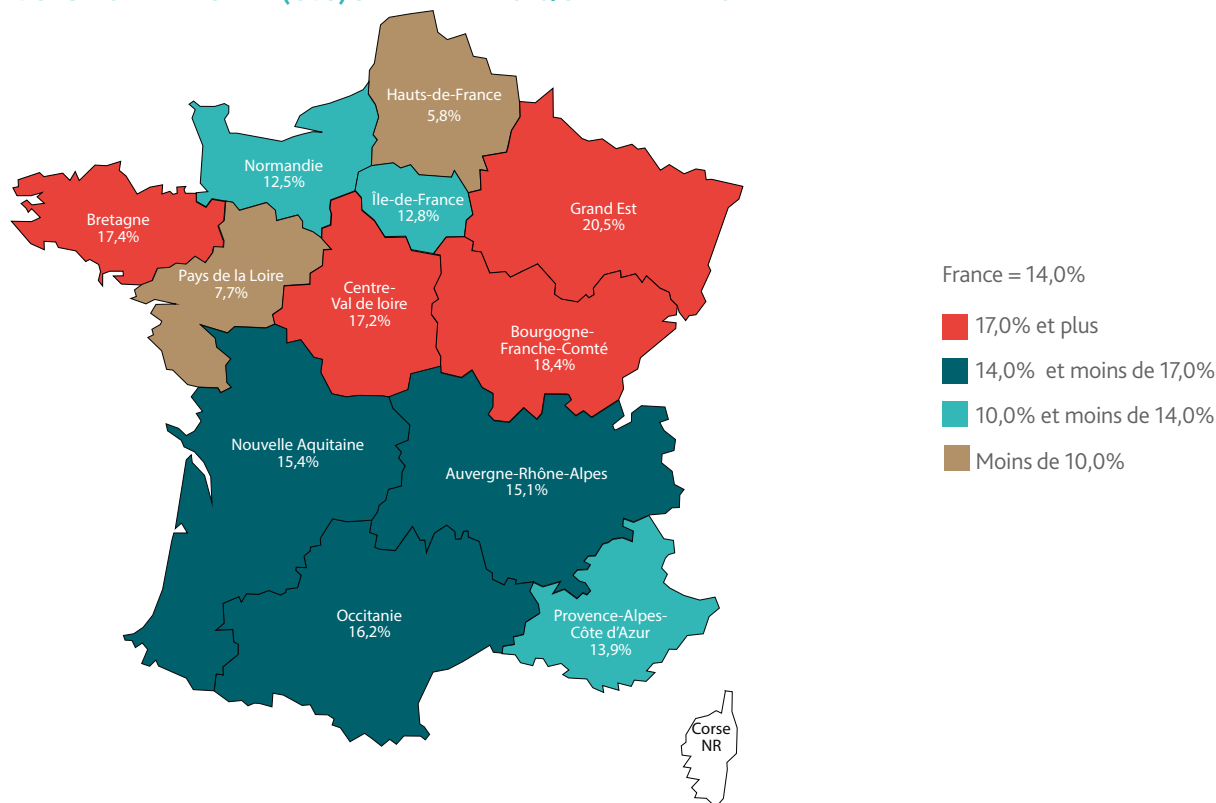 Hauts-de-France
5,8%
Normandie
12,5%
Île-de-France
12,8%
Grand Est
20,5%
Bretagne
17,4%
Pays de la Loire
7,7%
Centre-
Val de loire
17,2%
Bourgogne-
Franche-Comté
18,4%
Nouvelle Aquitaine
15,4%
Auvergne-Rhône-Alpes
15,1%
Occitanie
16,2%
Provence-Alpes-
Côte d'Azur
13,9%
Corse
NR
France = 14,0%
17,0% et plus
14,0% et moins de 17,0%
10,0% et moins de 14,0%
Moins de 10,0%